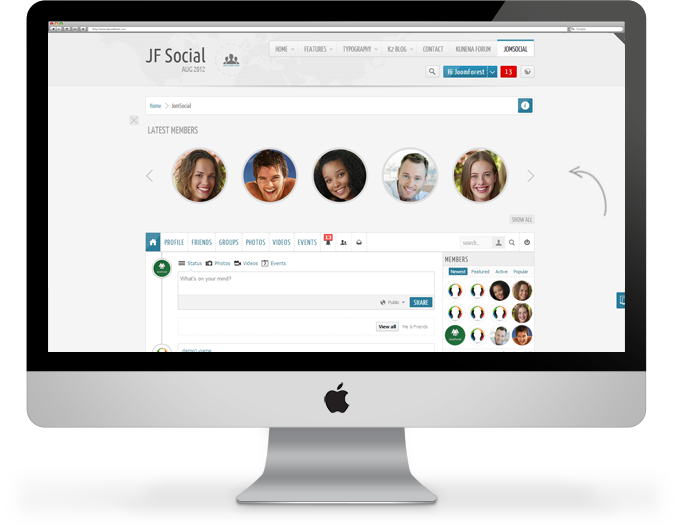 JF Social
AUG 2012
HOME FEATURES TYPOGRAPHY K2 BLOG CONTACT KUNENA FORUM JOMSOCIAL
Hi JoomForest 13
Home JomSocial
LATEST MEMBERS
SHOW ALL
PROFILE FRIENDS GROUPS PHOTOS VIDEOS EVENTS search...
Status Photos Videos Events
What's on your mind?
Public SHARE
View all Me & Friends
MEMBERS
Newest Featured Active Popular